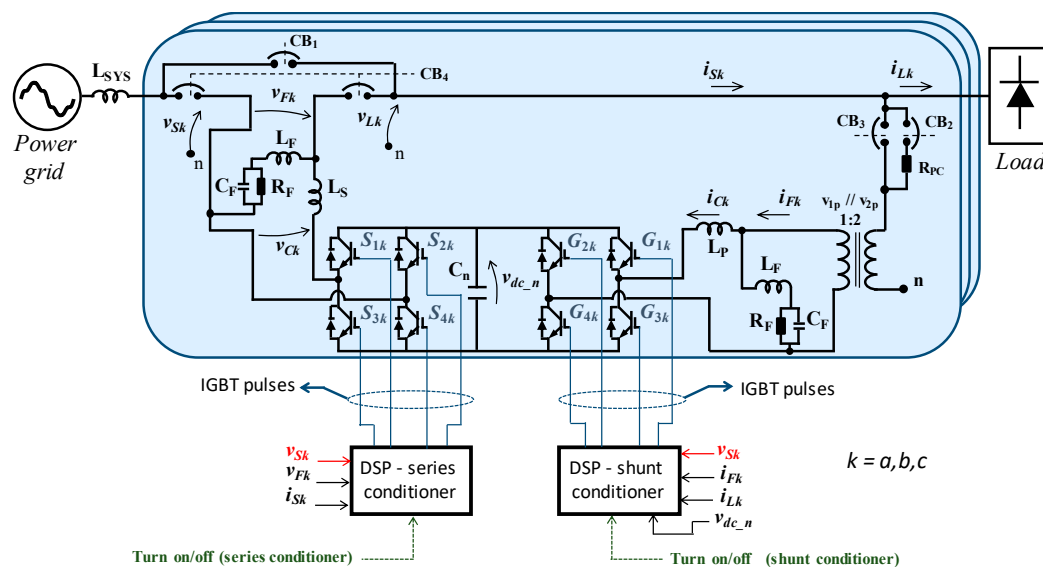 CB1
LSYS
CB4
iSk
iLk
vFk
vSk
vLk
CB3
CB2
n
n
Power
grid
Load
LF
RPC
CF
RF
LS
iCk
iFk
v1p // v2p
1:2
vCk
S1k
S2k
G2k
G1k
LP
LF
n
Cn
vdc_n
S3k
S4k
G4k
G3k
RF
CF
IGBT pulses
IGBT pulses
vSk
vFk
iSk
DSP - series
conditioner
DSP - shunt
conditioner
vSk
iFk
iLk
vdc_n
k = a,b,c
Turn on/off (series conditioner)
Turn on/off (shunt conditioner)